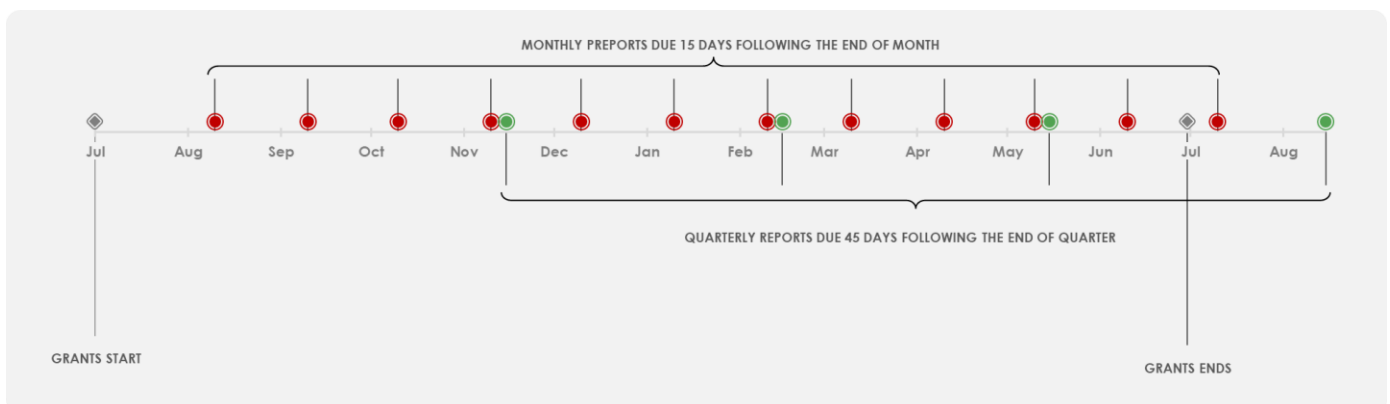 MONTHLY PREPORTS DUE 15 DAYS FOLLOWING THE END OF MONTH
Jul Aug Sep Oct Nov Dec Jan Feb Mar Apr May Jun Jul Aug
QUARTERLY REPORTS DUE 45 DAYS FOLLOWING THE END OF QUARTER
GRANTS START
GRANTS ENDS